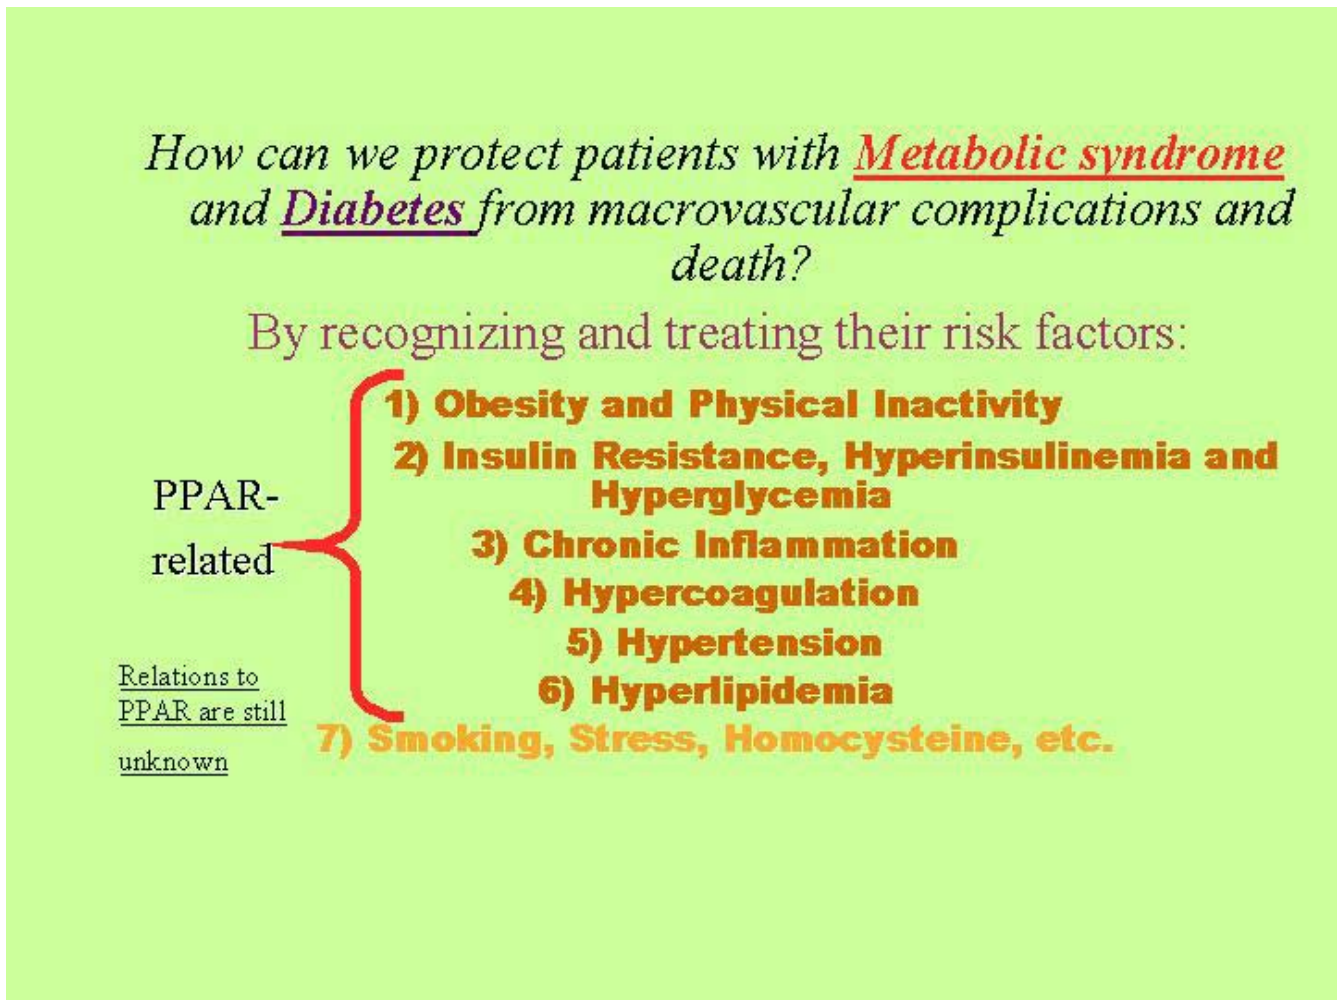 How can we protect patients with Metabolic syndrome
and Diabetes from macrovascular complications and
death?
By recognizing and treating their risk factors:
1) Obesity and Physical Inactivity
2) Insulin Resistance, Hyperinsulinemia and
Hyperglycemia
PPAR-
related
3) Chronic Inflammation
4) Hypercoagulation
5) Hypertension
6) Hyperlipidemia
Relations to
PPAR are still
unknown
7) Smoking, Stress, Homocysteine, etc.